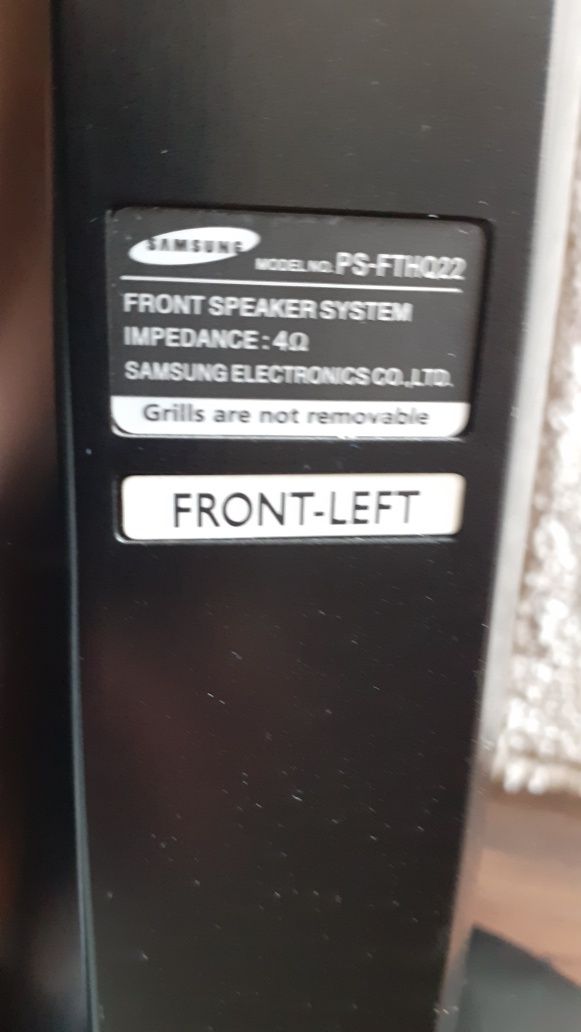 SAMSUNG
MODEL NO. PS-FTHQ22
FRONT SPEAKER SYSTEM
IMPEDANCE : 4Ω
SAMSUNG ELECTRONICS CO.,LTD.
Grills are not removable
FRONT-LEFT